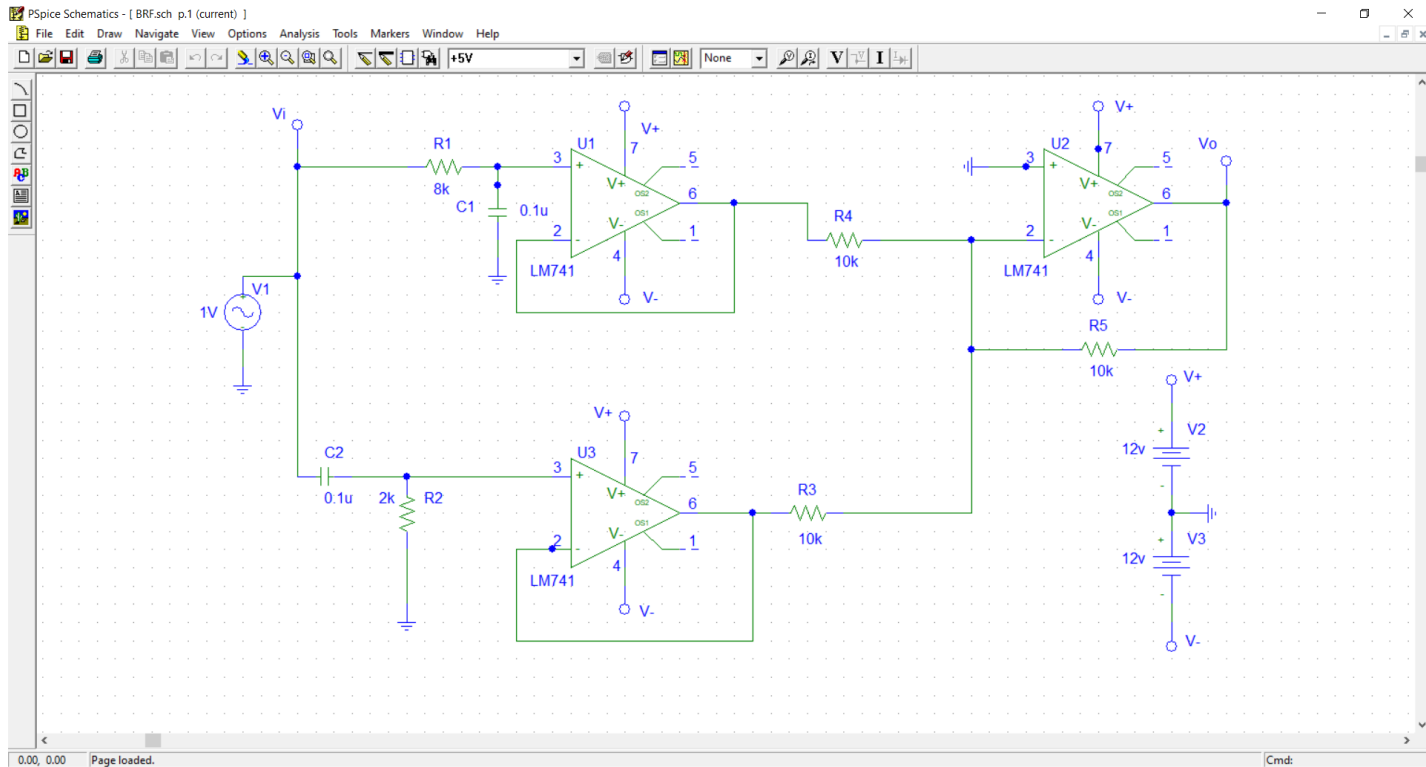 PSpice Schematics - [ BRF.sch p.1 (current) ]
File Edit Draw Navigate View Options Analysis Tools Markers Window Help
+5V None V I
Vi
R1
8k
C1
0.1u
U1
V+
7
3
+
V+
OS2
5
6
OS1
V-
2
-
1
4
LM741
V-
R4
10k
V+
U2
7
3
+
V+
OS2
5
6
OS1
V-
2
-
1
4
LM741
V-
Vo
R5
10k
V1
1V
C2
0.1u
2k
R2
V+
U3
7
3
+
V+
OS2
5
6
OS1
V-
2
-
1
4
LM741
V-
R3
10k
V+
+
V2
12v
-
+
V3
12v
-
V-
0.00, 0.00 Page loaded. Cmd: